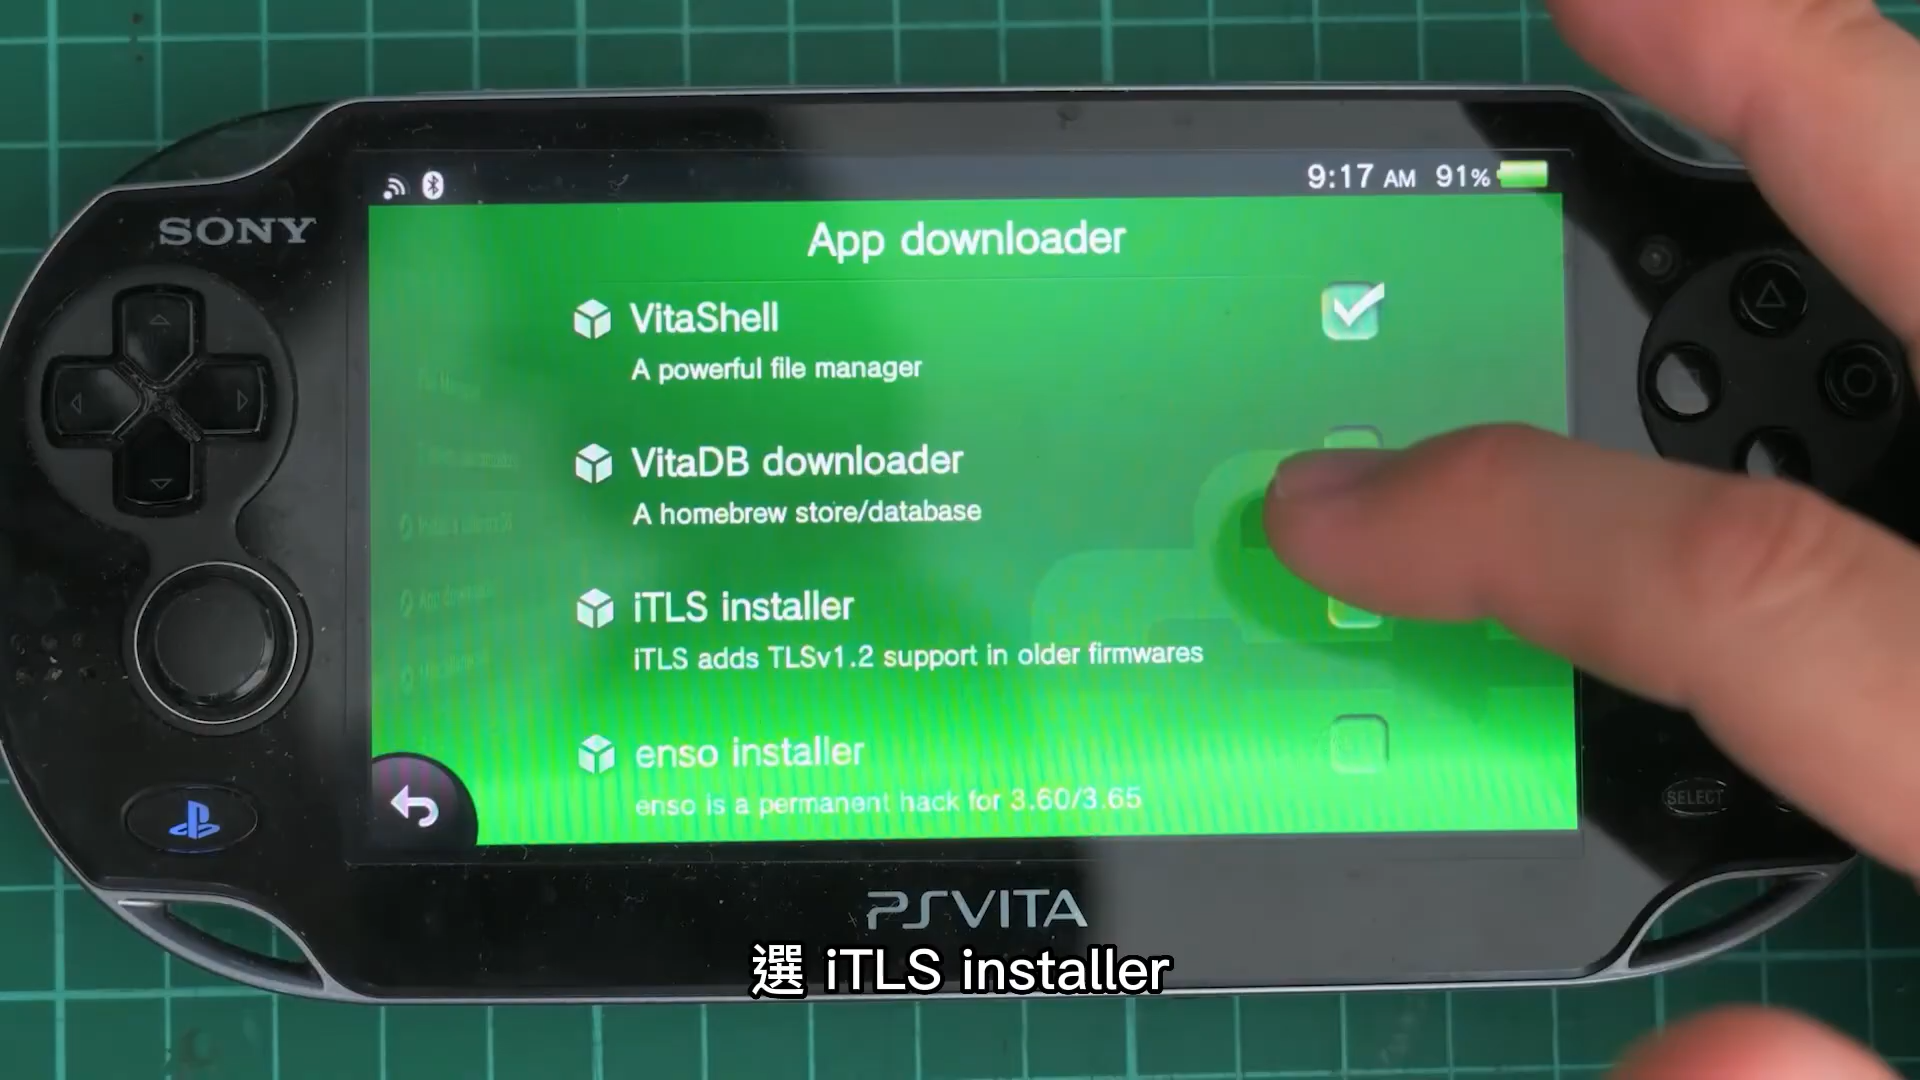 9:17 AM 91%
SONY
App downloader
VitaShell
A powerful file manager
VitaDB downloader
A homebrew store/database
iTLS installer
iTLS adds TLSv1.2 support in older firmwares
enso installer
enso is a permanent hack for 3.60/3.65
SELECT
PSVITA
選 iTLS installer